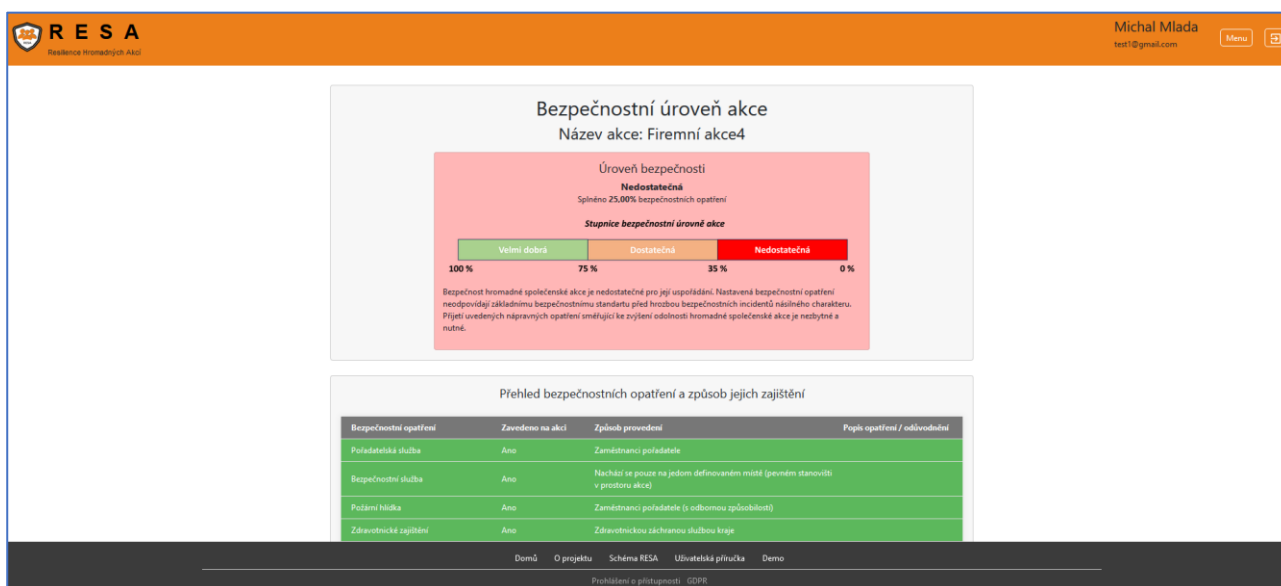 R E S A
Resilience Hromadných Akcí
Michal Mlada
test1@gmail.com
Menu
Bezpečnostní úroveň akce
Název akce: Firemní akce4
Úroveň bezpečnosti
Nedostatečná
Splněno 25,00% bezpečnostních opatření
Stupnice bezpečnostní úrovně akce
Velmi dobrá Dostatečná Nedostatečná
100 % 75 % 35 % 0 %
Bezpečnost hromadné společenské akce je nedostatečné pro její uspořádání. Nastavená bezpečnostní opatření
neodpovídají základnímu bezpečnostnímu standartu před hrozbou bezpečnostních incidentů násilného charakteru.
Přijetí uvedených nápravných opatření směřující ke zvýšení odolnosti hromadné společenské akce je nezbytné a
nutné.
Přehled bezpečnostních opatření a způsob jejich zajištění
Bezpečnostní opatření Zavedeno na akci Způsob provedení Popis opatření / odůvodnění
Pořadatelská služba Ano Zaměstnanci pořadatele
Bezpečnostní služba Ano Nachází se pouze na jedom definovaném místě (pevném stanovišti
v prostoru akce)
Požární hlídka Ano Zaměstnanci pořadatele (s odbornou způsobilostí)
Zdravotnické zajištění Ano Zdravotnickou záchranou službou kraje
Domů O projektu Schéma RESA Uživatelská příručka Demo
Prohlášení o přístupnosti GDPR